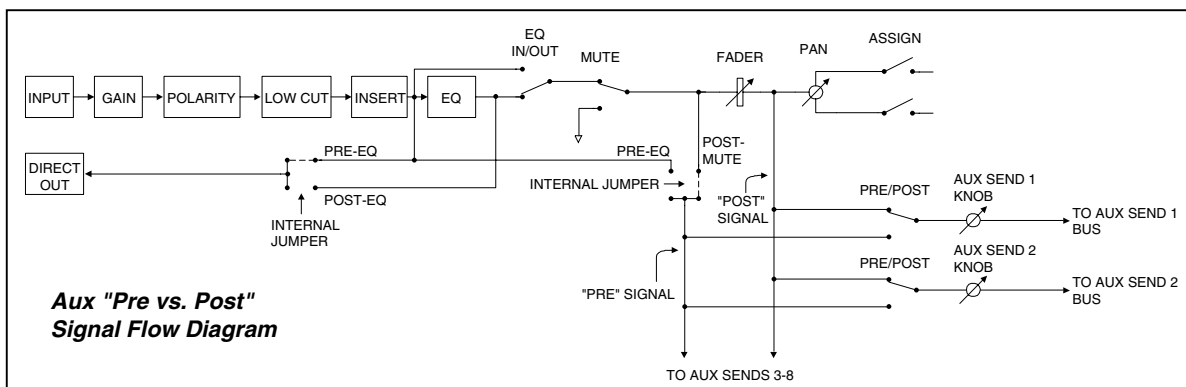 EQ
IN/OUT
MUTE
FADER
PAN
ASSIGN
INPUT
GAIN
POLARITY
LOW CUT
INSERT
EQ
DIRECT
OUT
PRE-EQ
POST-EQ
INTERNAL
JUMPER
PRE-EQ
POST-
MUTE
INTERNAL JUMPER
"POST"
SIGNAL
"PRE" SIGNAL
PRE/POST
AUX SEND 1
KNOB
TO AUX SEND 1
BUS
PRE/POST
AUX SEND 2
KNOB
TO AUX SEND 2
BUS
Aux "Pre vs. Post"
Signal Flow Diagram
TO AUX SENDS 3-8